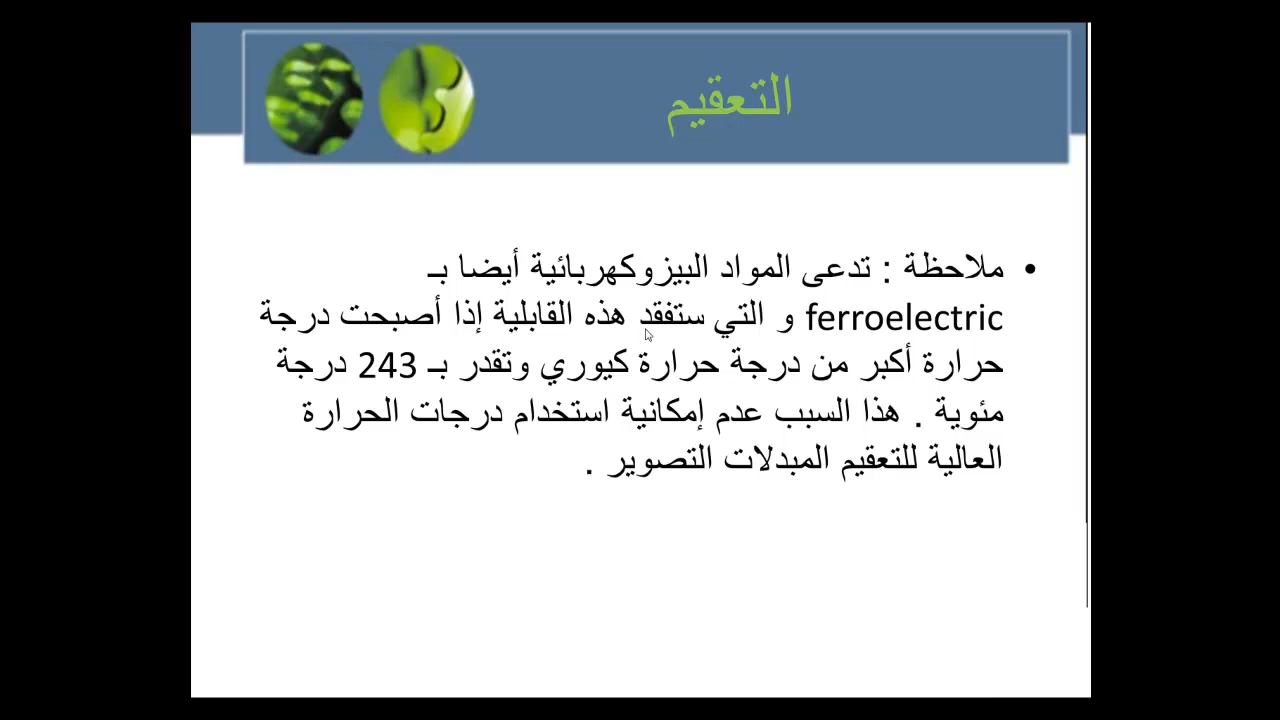 التعقيم
• ملاحظة : تدعى المواد البيزوكهربائية أيضا بـ
ferroelectric و التي ستفقد هذه القابلية إذا أصبحت درجة
حرارة أكبر من درجة حرارة كيوري وتقدر بـ 243 درجة
مئوية . هذا السبب عدم إمكانية استخدام درجات الحرارة
العالية للتعقيم المبدلات التصوير .